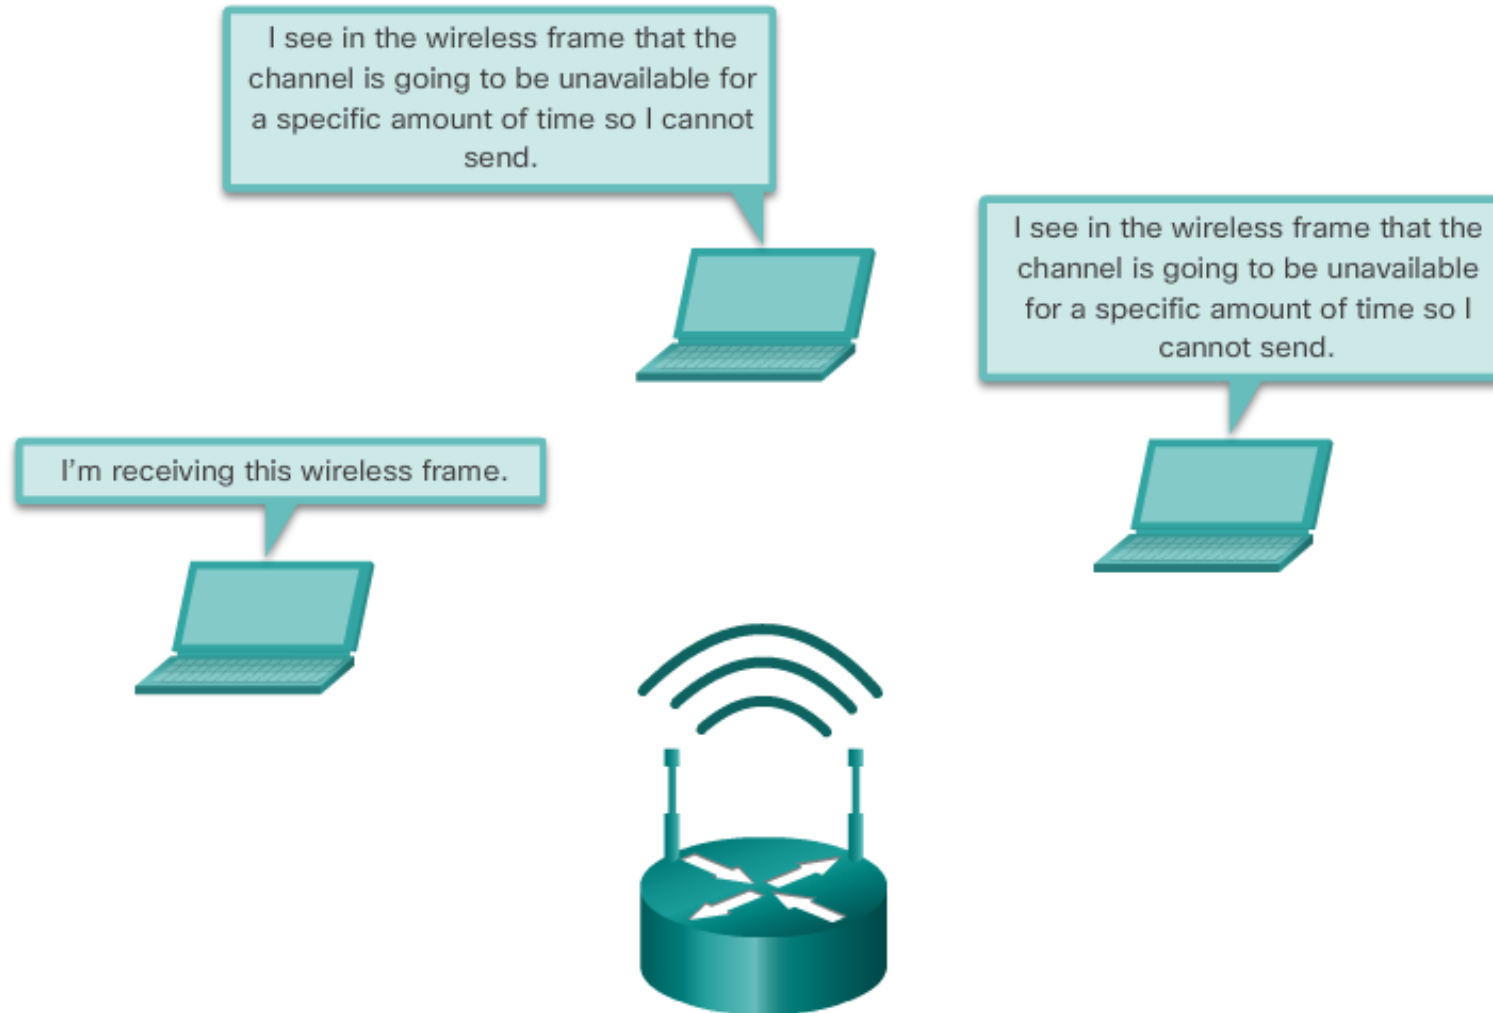 I see in the wireless frame that the
channel is going to be unavailable for
a specific amount of time so I cannot
send.
I see in the wireless frame that the
channel is going to be unavailable
for a specific amount of time so I
cannot send.
I'm receiving this wireless frame.